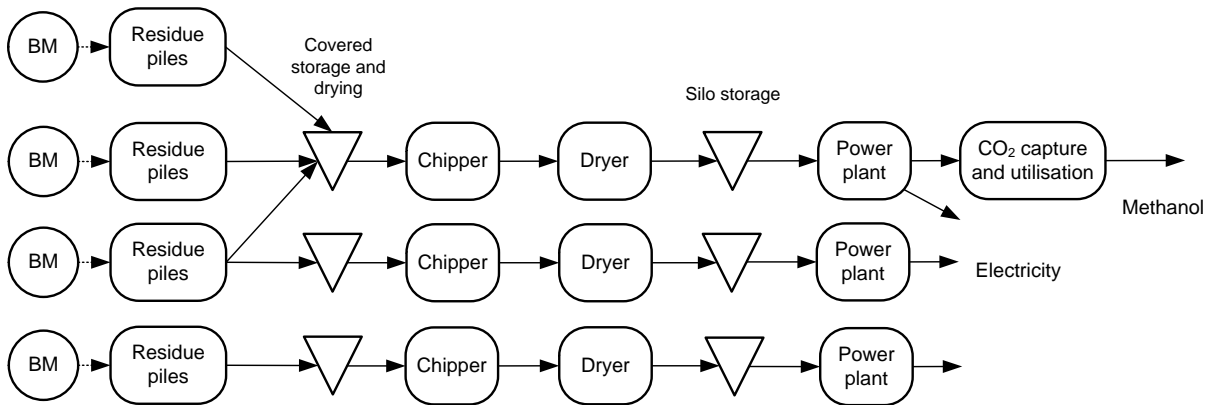 BM
Residue
piles
Covered
storage and
drying
Silo storage
BM
Residue
piles
Chipper
Dryer
Power
plant
CO₂ capture
and utilisation
Methanol
BM
Residue
piles
Chipper
Dryer
Power
plant
Electricity
BM
Residue
piles
Chipper
Dryer
Power
plant